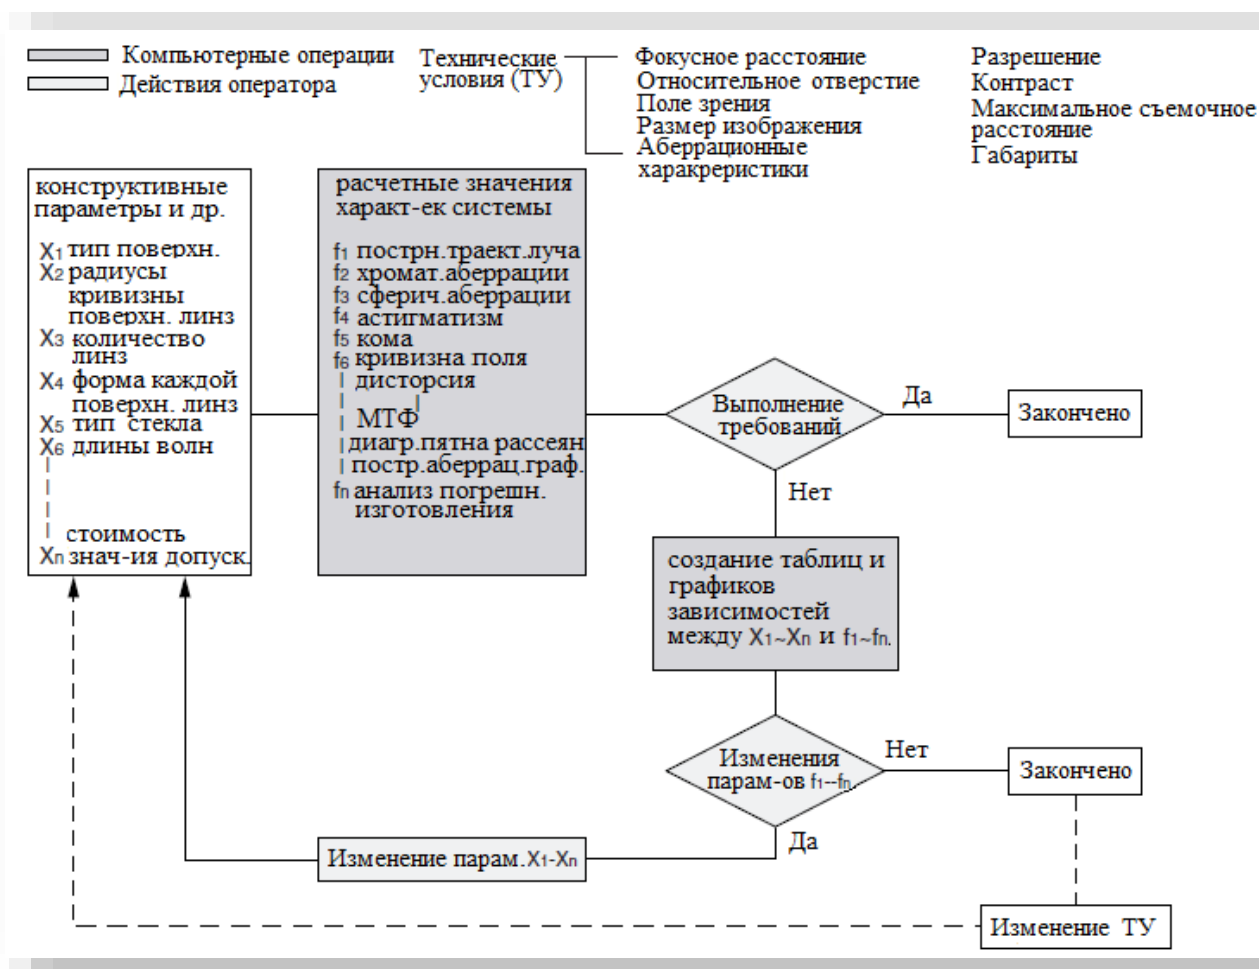 Компьютерные операции
Действия оператора
Технические
условия (ТУ)
Фокусное расстояние
Относительное отверстие
Поле зрения
Размер изображения
Аберрационные
харакреристики
Разрешение
Контраст
Максимальное съемочное
расстояние
Габариты
конструктивные
параметры и др.
X1 тип поверхн.
X2 радиусы
кривизны
поверхн. линз
X3 количество
линз
X4 форма каждой
поверхн. линз
X5 тип стекла
X6 длины волн
стоимость
Xn знач-ия допуск.
расчетные значения
характ-ек системы
f1 пострн.траект.луча
f2 хромат.аберрации
f3 сферич.аберрации
f4 астигматизм
f5 кома
f6 кривизна поля
дисторсия
МТФ
диагр.пятна рассеян
постр.аберрац.граф.
fn анализ погрешн.
изготовления
Выполнение
требований
Да
Закончено
Нет
создание таблиц и
графиков
зависимостей
между X1~Xn и f1~fn.
Изменения
парам-ов f1--fn.
Нет
Закончено
Да
Изменение парам.X1-Xn
Изменение ТУ